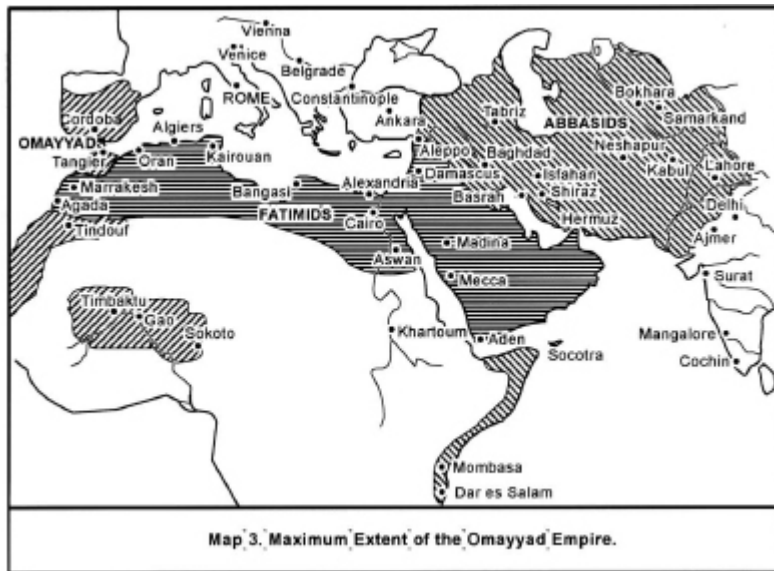 Vienna
Venice
Belgrade
ROME
Constantinople
Cordoba
Algiers
Ankara
Tabriz
ABBASIDS
Bokhara
Samarkand
OMAYYADS
Tangier
Oran
Kairouan
Aleppo
Baghdad
Neshapur
Marrakesh
Bangasi
Alexandria
Damascus
Isfahan
Kabul
Lahore
Agada
FATIMIDS
Basrah
Shiraz
Delhi
Tindouf
Cairo
Hermuz
Ajmer
Aswan
Madina
Timbaktu
Mecca
Surat
Gao
Sokoto
Khartoum
Aden
Socotra
Mangalore
Cochin
Mombasa
Dar es Salam
Map 3. Maximum Extent of the Omayyad Empire.